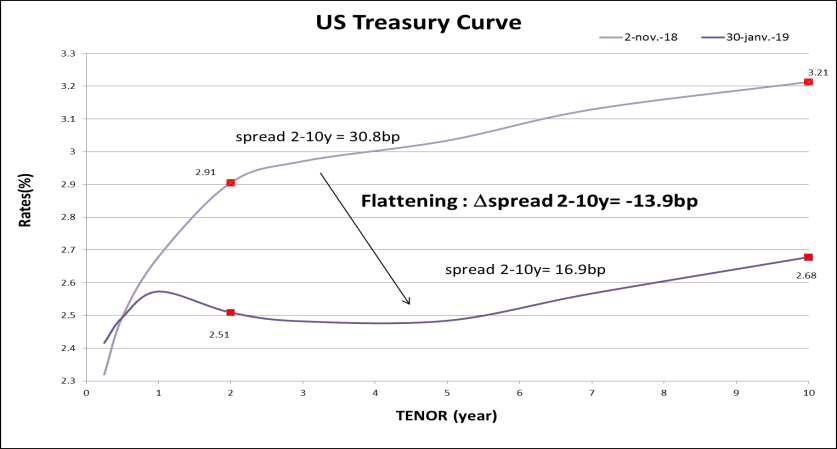 US Treasury Curve
2-nov.-18
30-janv.-19
3.3
3.2
3.1
3
2.9
2.8
2.7
2.6
2.5
2.4
2.3
Rates(%)
3.21
spread 2-10y = 30.8bp
2.91
Flattening : Δspread 2-10y= -13.9bp
spread 2-10y= 16.9bp
2.68
2.51
0 1 2 3 4 5 6 7 8 9 10
TENOR (year)